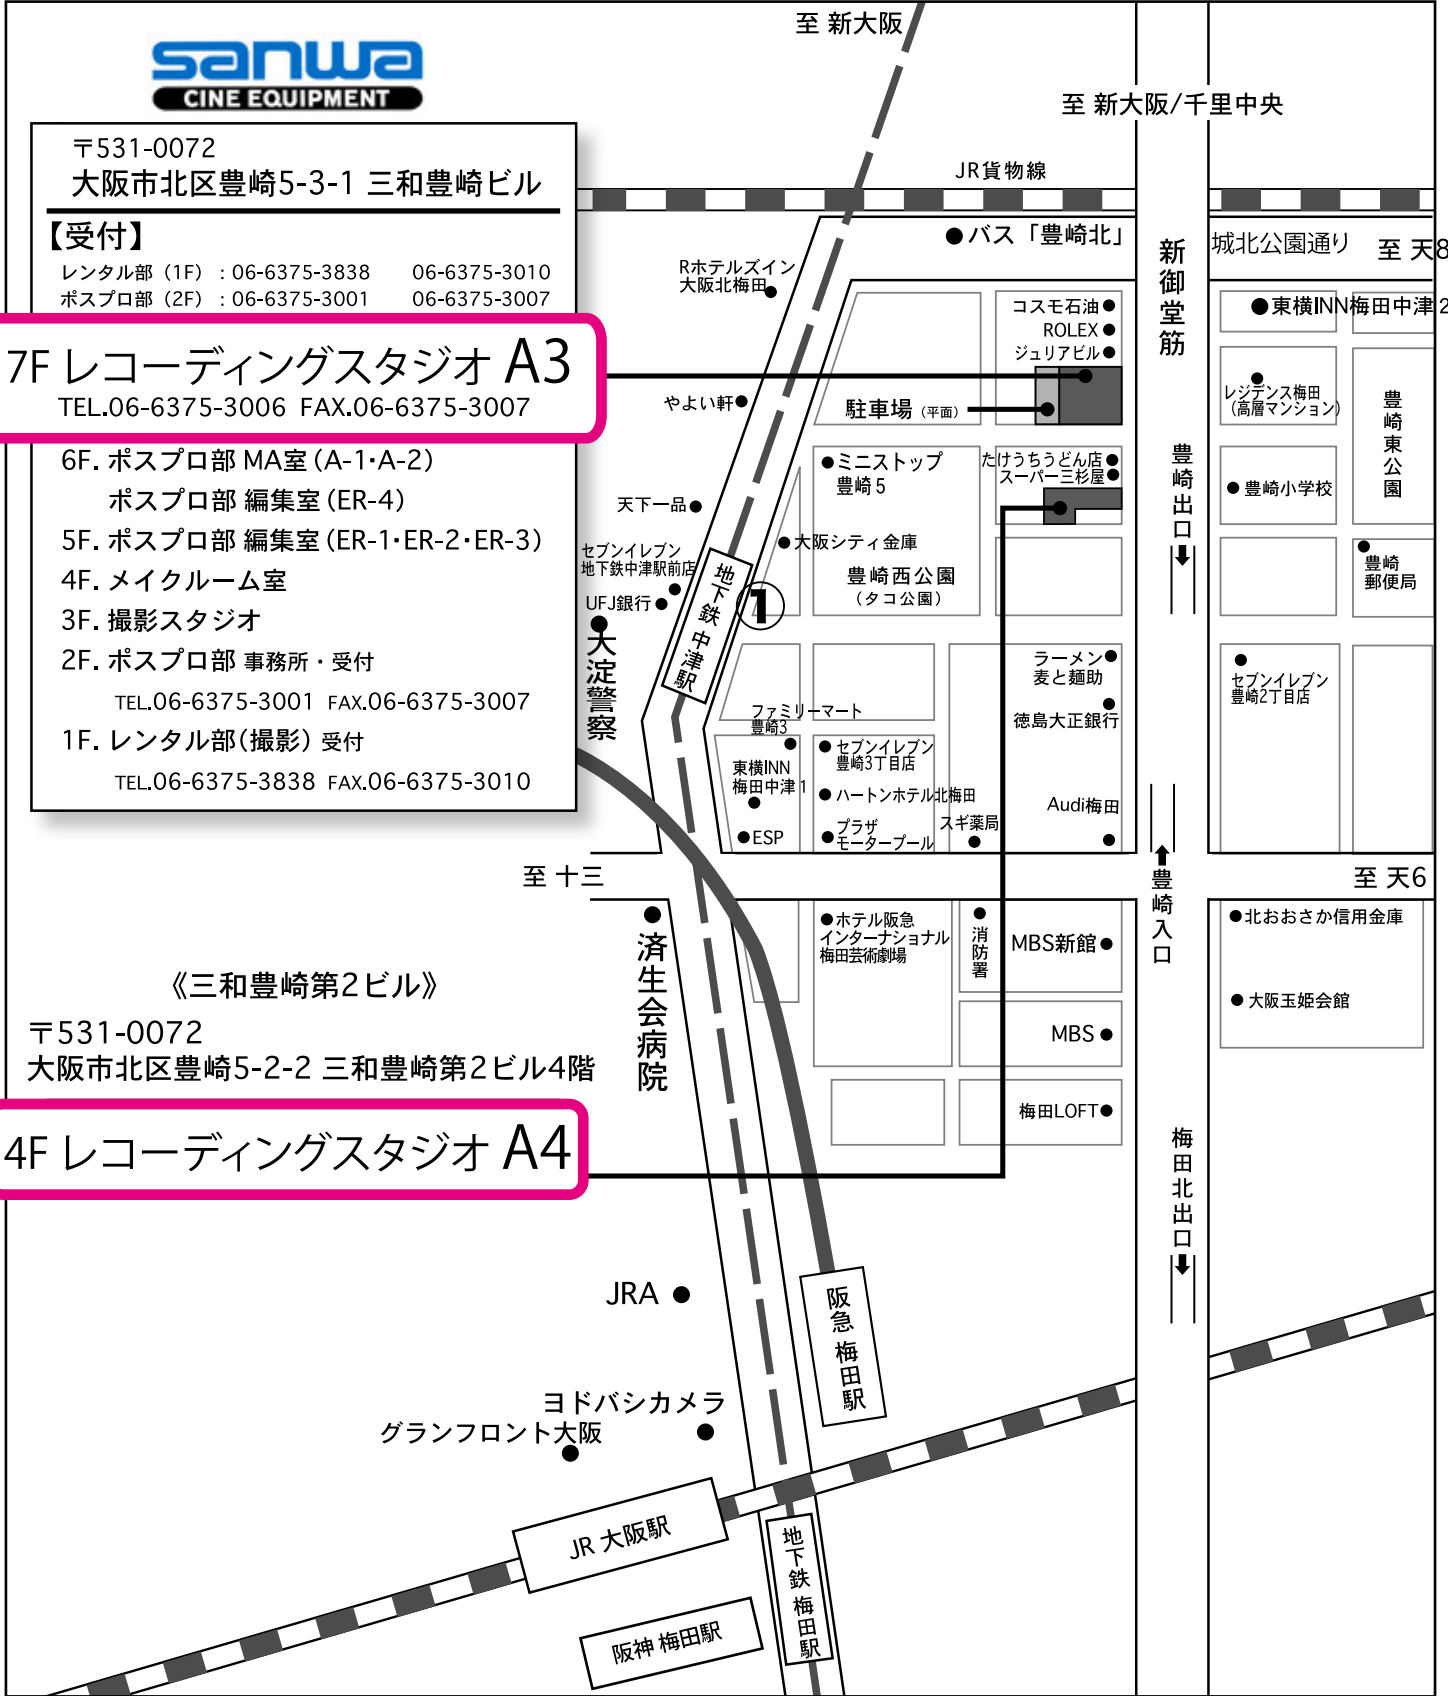 sanwa
CINE EQUIPMENT
〒531-0072
大阪市北区豊崎5-3-1 三和豊崎ビル
【受付】
レンタル部（1F）：06-6375-3838 06-6375-3010
ポスプロ部（2F）：06-6375-3001 06-6375-3007
7F レコーディングスタジオ A3
TEL.06-6375-3006 FAX.06-6375-3007
6F. ポスプロ部 MA室（A-1・A-2）
ポスプロ部 編集室（ER-4）
5F. ポスプロ部 編集室（ER-1・ER-2・ER-3）
4F. メイクルーム室
3F. 撮影スタジオ
2F. ポスプロ部 事務所・受付
TEL.06-6375-3001 FAX.06-6375-3007
1F. レンタル部（撮影）受付
TEL.06-6375-3838 FAX.06-6375-3010
《三和豊崎第2ビル》
〒531-0072
大阪市北区豊崎5-2-2 三和豊崎第2ビル4階
4F レコーディングスタジオ A4
至 新大阪
至 新大阪/千里中央
JR貨物線
バス「豊崎北」
新御堂筋
城北公園通り
至 天8
Rホテルズイン
大阪北梅田
コスモ石油
ROLEX
ジュリアビル
東横INN梅田中津2
やよい軒
駐車場（平面）
レジデンス梅田
（高層マンション）
豊崎東公園
ミニストップ
豊崎5
たけうちうどん店
スーパー三杉屋
豊崎出口
豊崎小学校
天下一品
大阪シティ金庫
セブンイレブン
地下鉄中津駅前店
豊崎西公園
（タコ公園）
豊崎
郵便局
UFJ銀行
地下鉄 中津駅
1
大淀警察
ラーメン
麦と麺助
セブンイレブン
豊崎2丁目店
ファミリーマート
豊崎3
徳島大正銀行
セブンイレブン
豊崎3丁目店
東横INN
梅田中津1
ハートンホテル北梅田
Audi梅田
ESP
プラザ
モータープール
スギ薬局
至 十三
豊崎入口
至 天6
済生会病院
ホテル阪急
インターナショナル
梅田芸術劇場
消防署
MBS新館
北おおさか信用金庫
大阪玉姫会館
MBS
梅田LOFT
梅田北出口
JRA
阪急 梅田駅
ヨドバシカメラ
グランフロント大阪
JR 大阪駅
地下鉄 梅田駅
阪神 梅田駅